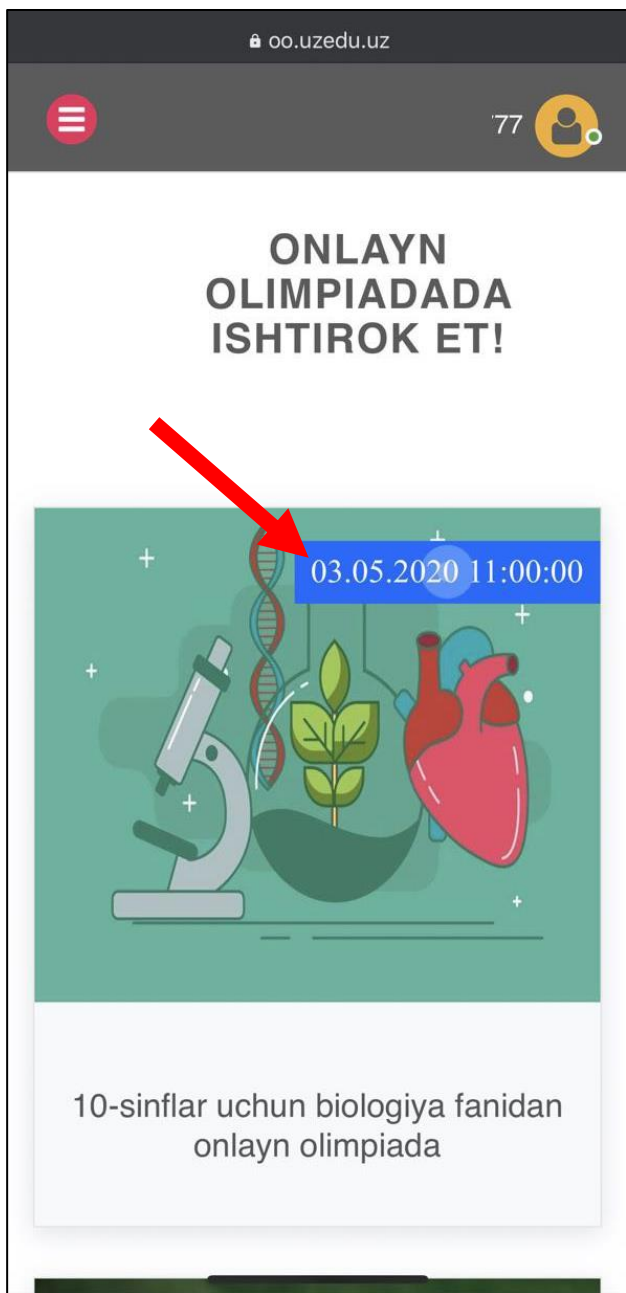 oo.uzedu.uz
77
ONLAYN
OLIMPIADADA
ISHTIROK ET!
03.05.2020 11:00:00
10-sinflar uchun biologiya fanidan
onlayn olimpiada